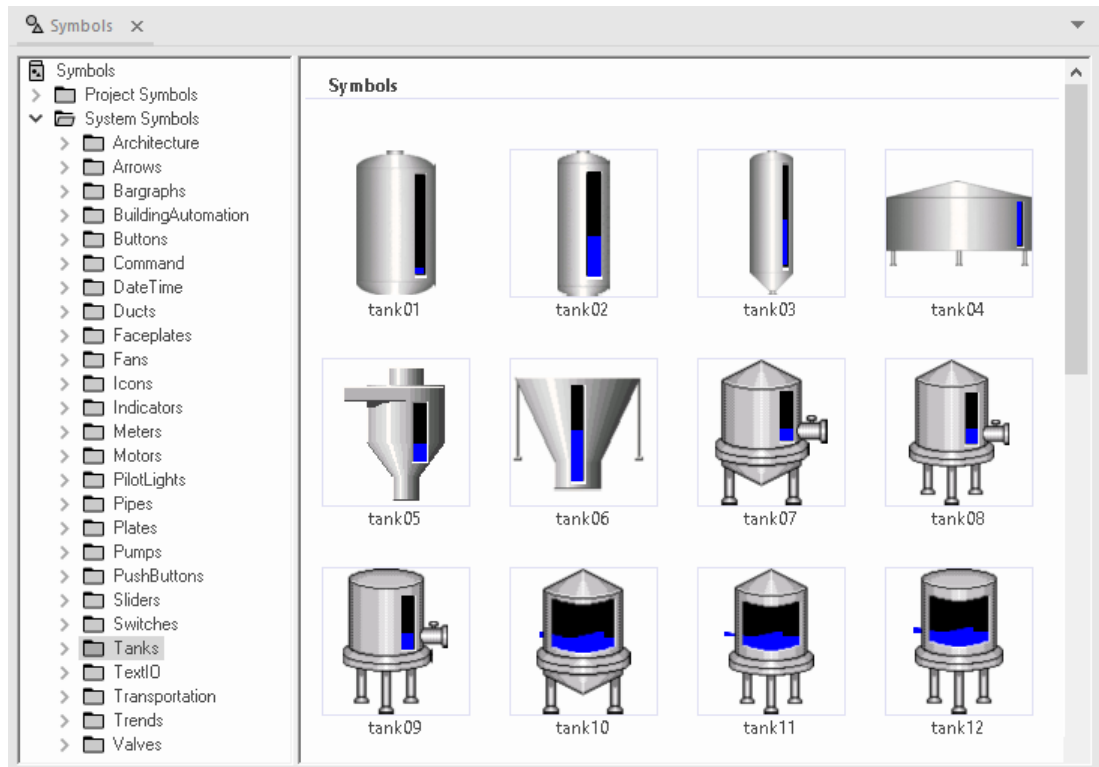 Symbols
Symbols
Project Symbols
System Symbols
Architecture
Arrows
Bargraphs
BuildingAutomation
Buttons
Command
DateTime
Ducts
Faceplates
Fans
Icons
Indicators
Meters
Motors
PilotLights
Pipes
Plates
Pumps
PushButtons
Sliders
Switches
Tanks
TextIO
Transportation
Trends
Valves
Symbols
tank01 tank02 tank03 tank04
tank05 tank06 tank07 tank08
tank09 tank10 tank11 tank12